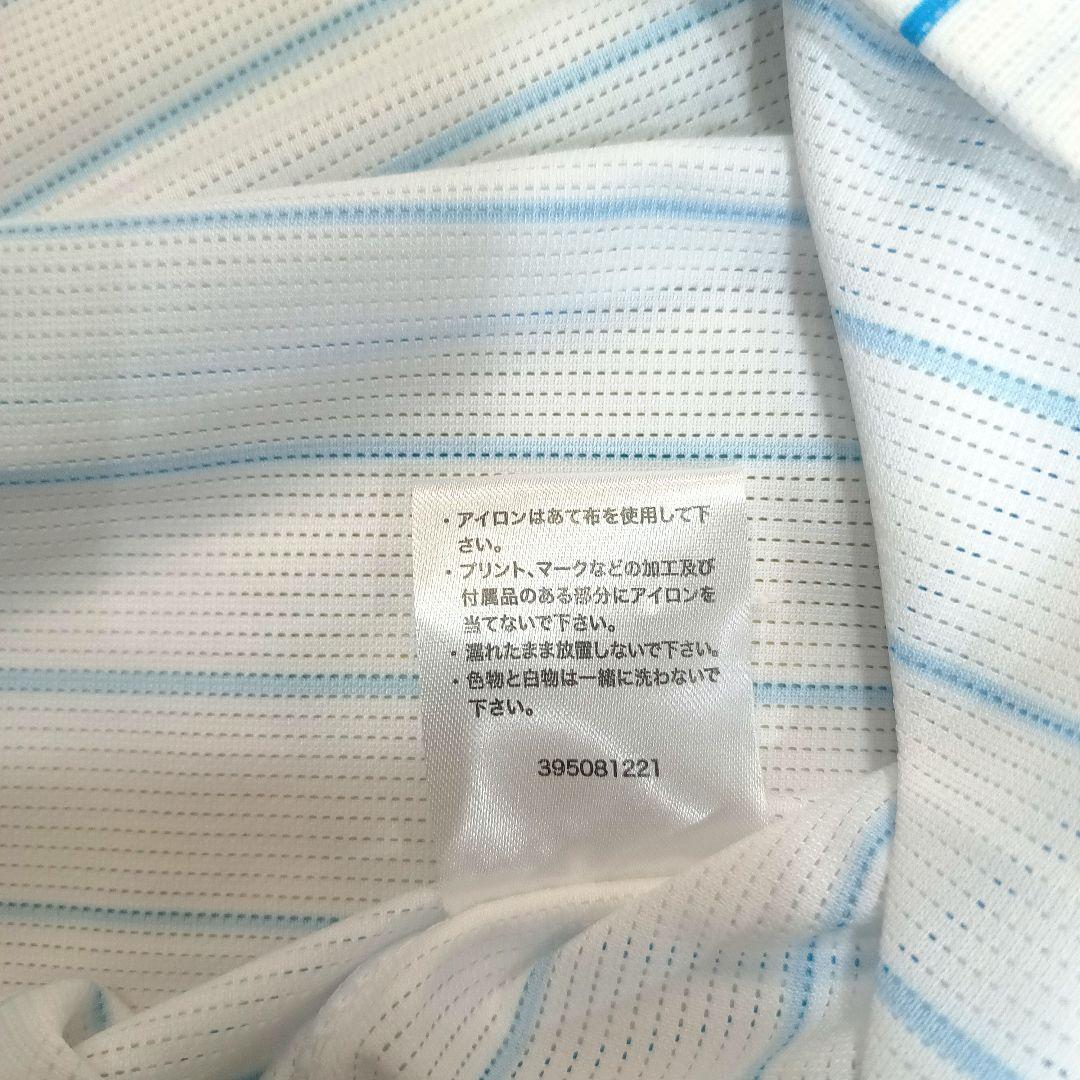 ・アイロンはあて布を使用して下
さい。
・プリント、マークなどの加工及び
付属品のある部分にアイロンを
当てないで下さい。
・濡れたまま放置しないで下さい。
・色物と白物は一緒に洗わないで
下さい。
395081221